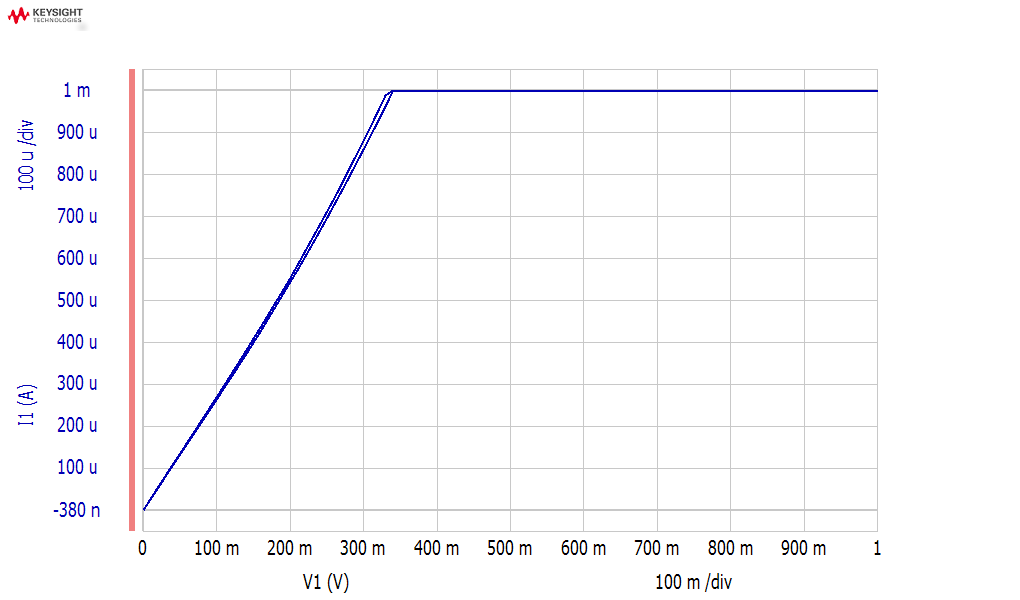 KEYSIGHT
TECHNOLOGIES
1 m
900 u
800 u
700 u
600 u
500 u
400 u
300 u
200 u
100 u
-380 n
100 u /div
I1 (A)
0
100 m
200 m
300 m
400 m
500 m
600 m
700 m
800 m
900 m
1
V1 (V)
100 m /div